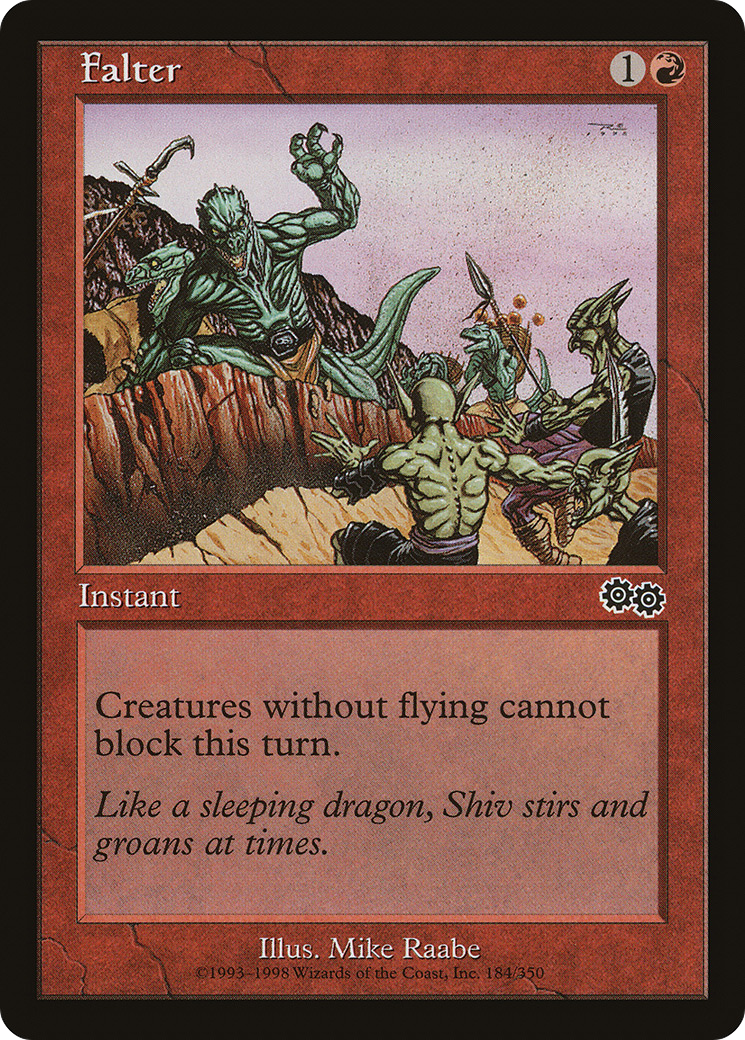 Falter
1
Instant
Creatures without flying cannot
block this turn.
Like a sleeping dragon, Shiv stirs and
groans at times.
Illus. Mike Raabe
©1993–1998 Wizards of the Coast, Inc. 184/350